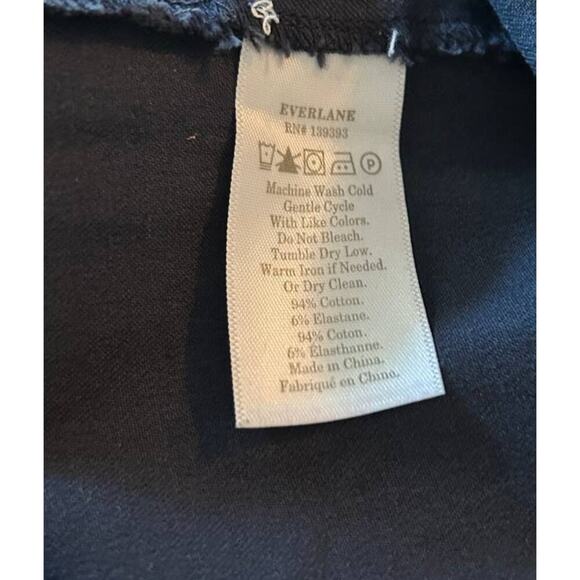 EVERLANE
RN# 139393
P
Machine Wash Cold
Gentle Cycle
With Like Colors.
Do Not Bleach.
Tumble Dry Low.
Warm Iron if Needed.
Or Dry Clean.
94% Cotton.
6% Elastane.
94% Coton.
6% Elasthanne.
Made in China.
Fabriqué en Chine.